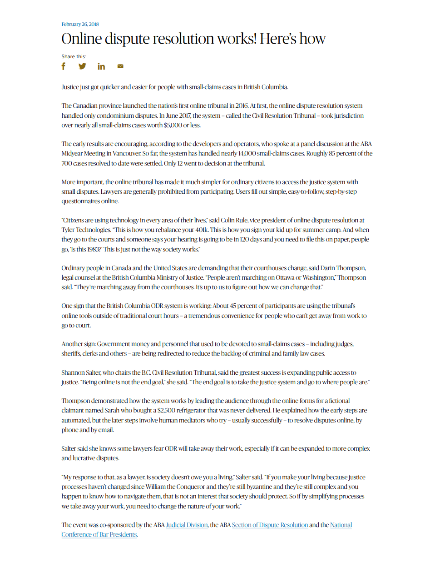 February 26, 2018
Online dispute resolution works! Here's how
Share this:
Justice just got quicker and easier for people with small-claims cases in British Columbia.
The Canadian province launched the nation's first online tribunal in 2016. At first, the online dispute resolution system
handled only condominium disputes. In June 2017, the system – called the Civil Resolution Tribunal – took jurisdiction
over nearly all small-claims cases worth $5,000 or less.
The early results are encouraging, according to the developers and operators, who spoke at a panel discussion at the ABA
Midyear Meeting in Vancouver. So far, the system has handled nearly 14,000 small-claims cases. Roughly 85 percent of the
700 cases resolved to date were settled. Only 12 went to decision at the tribunal.
More important, the online tribunal has made it much simpler for ordinary citizens to access the justice system with
small disputes. Lawyers are generally prohibited from participating. Users fill out simple, easy-to-follow, step-by-step
questionnaires online.
"Citizens are using technology in every area of their lives," said Colin Rule, vice president of online dispute resolution at
Tyler Technologies. "This is how you rebalance your 401k. This is how you sign your kid up for summer camp. And when
they go to the courts and someone says your hearing is going to be in 120 days and you need to file this on paper, people
go, 'Is this 1983?' This is just not the way society works."
Ordinary people in Canada and the United States are demanding that their courthouses change, said Darin Thompson,
legal counsel at the British Columbia Ministry of Justice. "People aren't marching on Ottawa or Washington," Thompson
said. "They're marching away from the courthouses. It is up to us to figure out how we can change that."
One sign that the British Columbia ODR system is working: About 45 percent of participants are using the tribunal's
online tools outside of traditional court hours – a tremendous convenience for people who can't get away from work to
go to court.
Another sign: Government money and personnel that used to be devoted to small-claims cases – including judges,
sheriffs, clerks and others – are being redirected to reduce the backlog of criminal and family law cases.
Shannon Salter, who chairs the B.C. Civil Resolution Tribunal, said the greatest success is expanding public access to
justice. "Being online is not the end goal," she said. "The end goal is to take the justice system and go to where people are."
Thompson demonstrated how the system works by leading the audience through the online forms for a fictional
claimant named Sarah who bought a $2,500 refrigerator that was never delivered. He explained how the early steps are
automated, but the later steps involve human mediators who try – usually successfully – to resolve disputes online, by
phone and by email.
Salter said she knows some lawyers fear ODR will take away their work, especially if it can be expanded to more complex
and lucrative disputes.
"My response to that, as a lawyer, is society doesn't owe you a living," Salter said. "If you make your living because justice
processes haven't changed since William the Conqueror and they're still byzantine and they're still complex and you
happen to know how to navigate them, that is not an interest that society should protect. So if by simplifying processes
we take away your work, you need to change the nature of your work."
The event was co-sponsored by the ABA Judicial Division, the ABA Section of Dispute Resolution and the National
Conference of Bar Presidents.